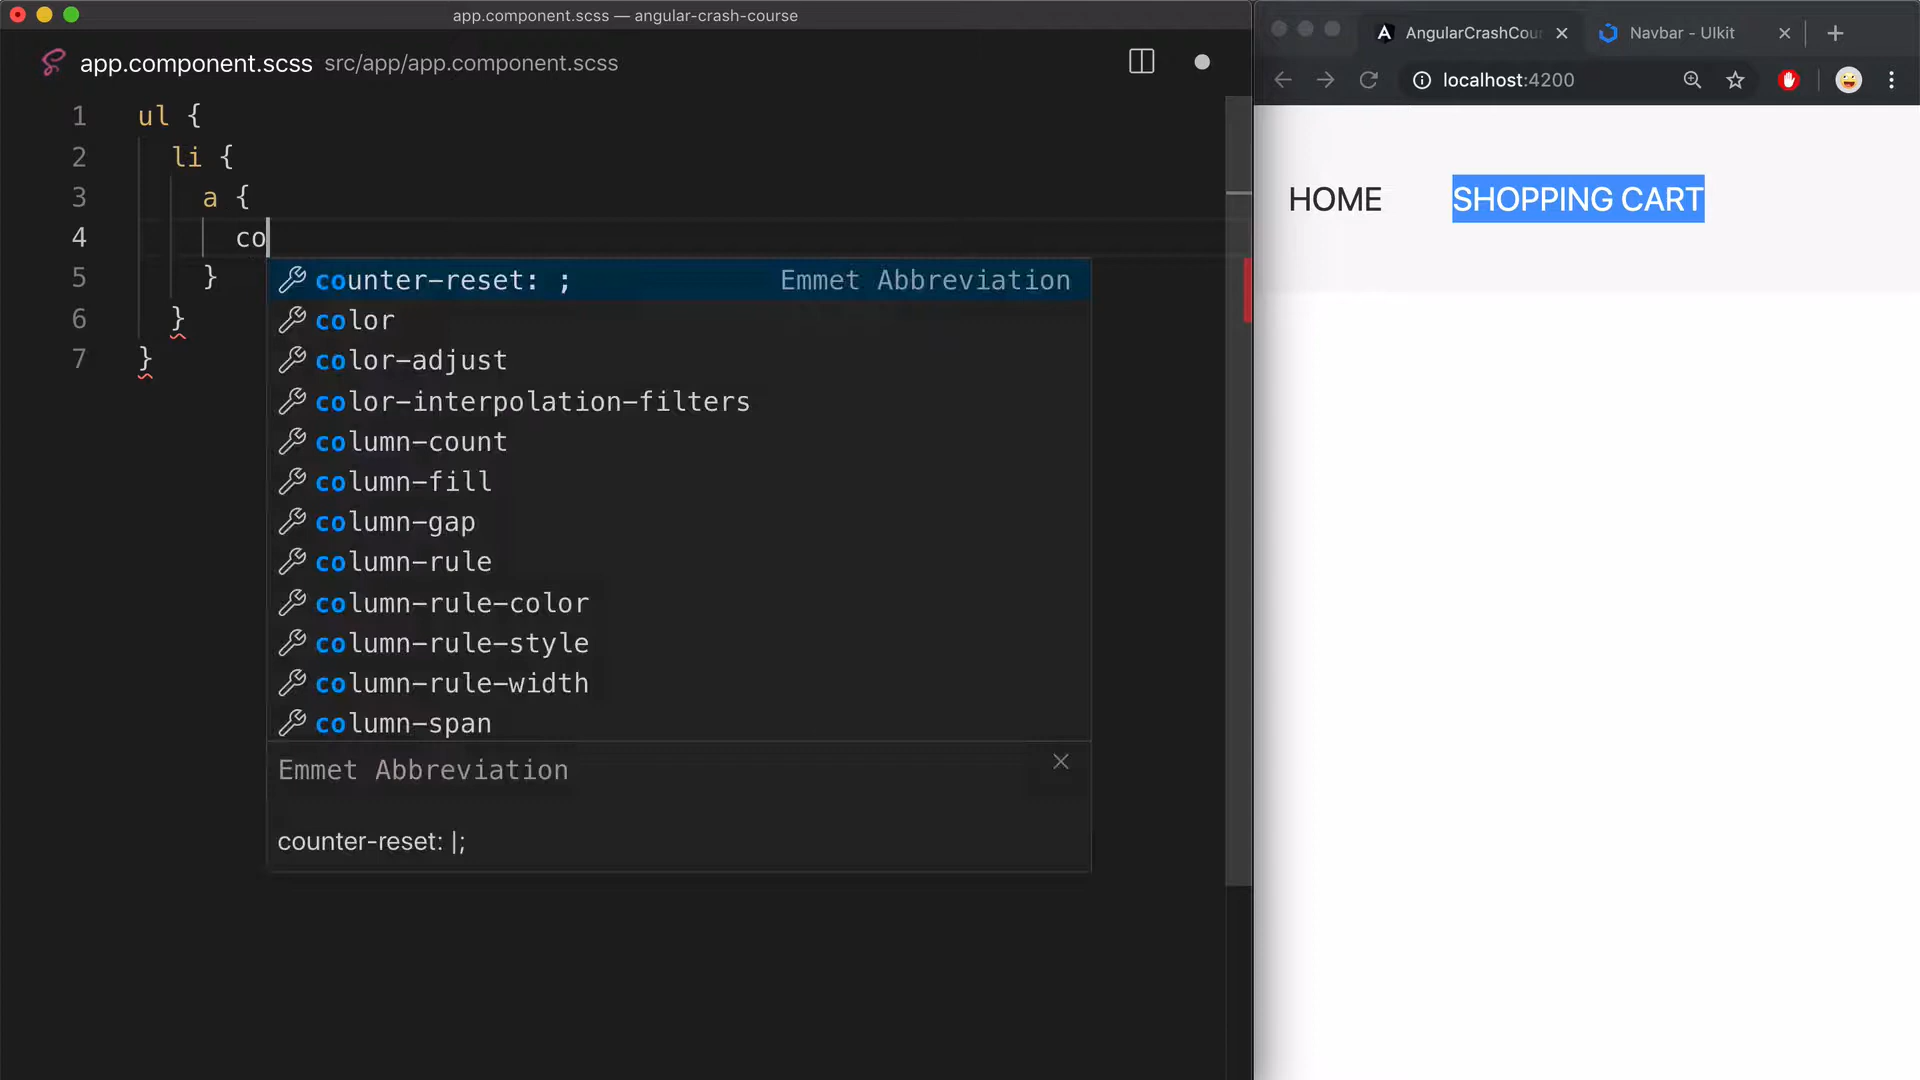 app.component.scss — angular-crash-course
app.component.scss src/app/app.component.scss
1 ul {
2 li {
3 a {
4 co
5 }
6 }
7 }
counter-reset: ; Emmet Abbreviation
color
color-adjust
color-interpolation-filters
column-count
column-fill
column-gap
column-rule
column-rule-color
column-rule-style
column-rule-width
column-span
Emmet Abbreviation
counter-reset: |;
AngularCrashCou
Navbar - UIkit
localhost:4200
HOME
SHOPPING CART